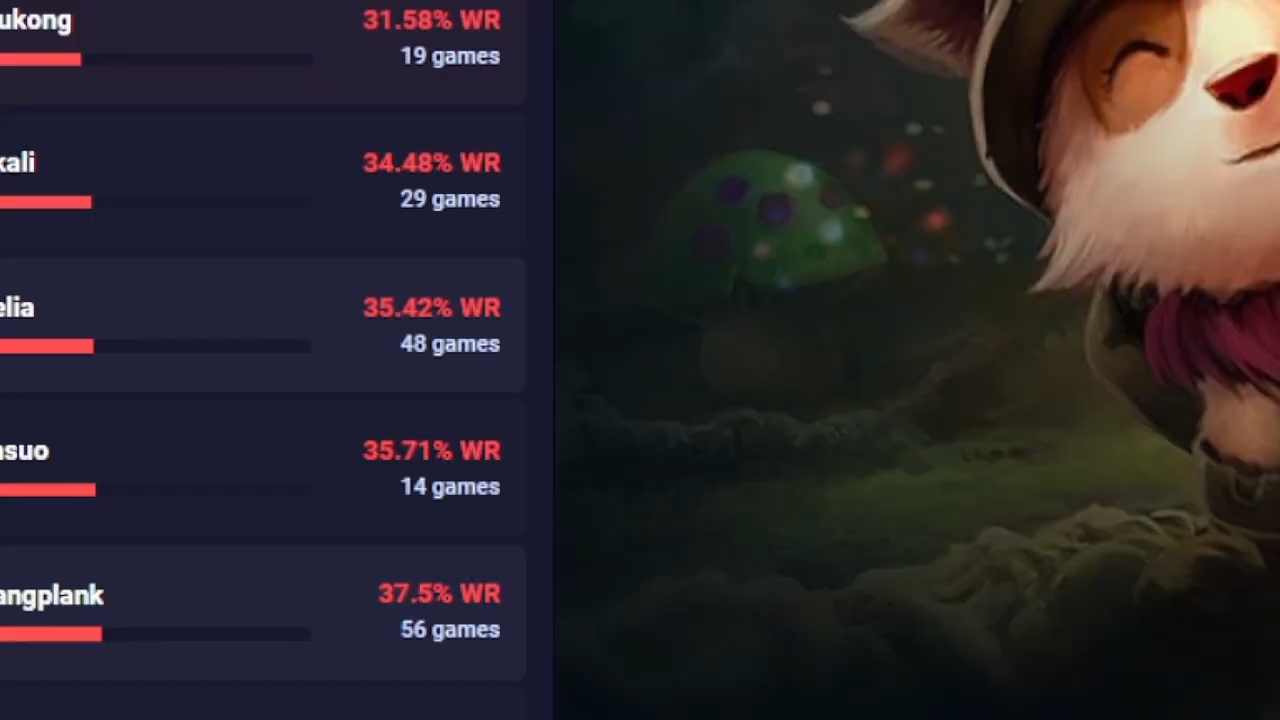 ukong 31.58% WR
19 games
kali 34.48% WR
29 games
elia 35.42% WR
48 games
asuo 35.71% WR
14 games
angplank 37.5% WR
56 games